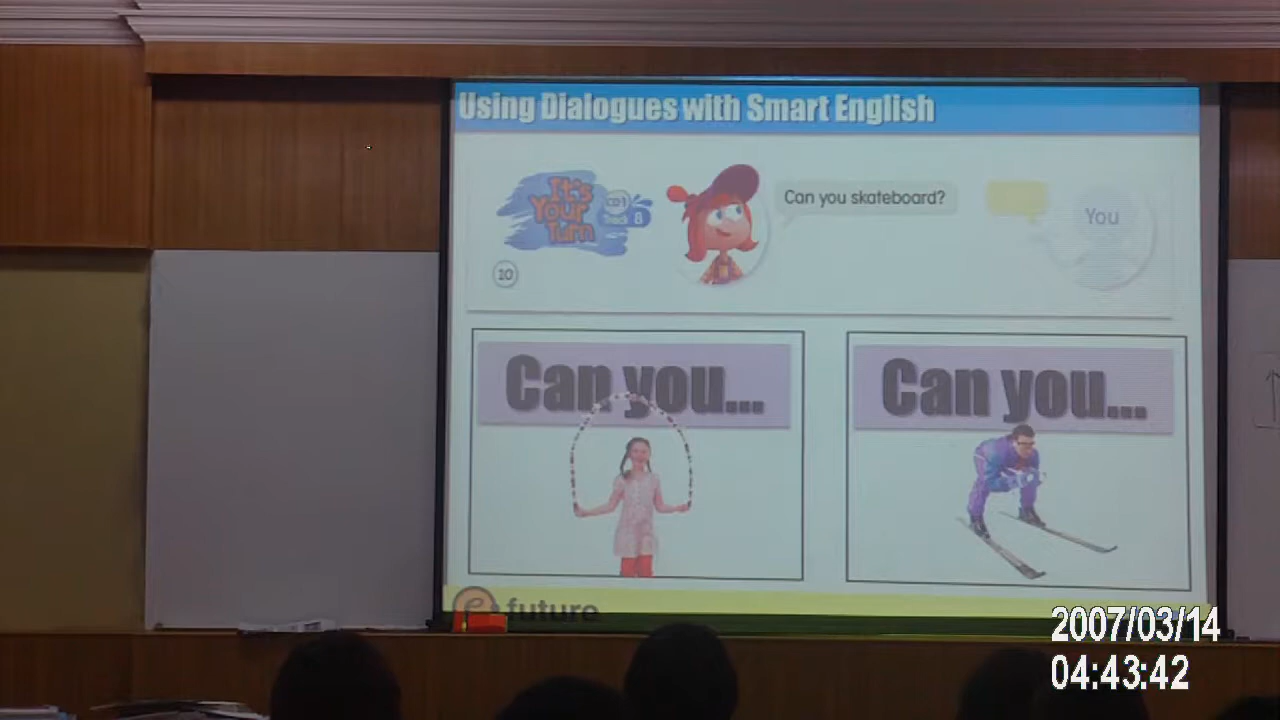 Using Dialogues with Smart English
It's
Your
Turn
CD1
Track 8
Can you skateboard?
You
10
Can you...
Can you...
e future
2007/03/14
04:43:42